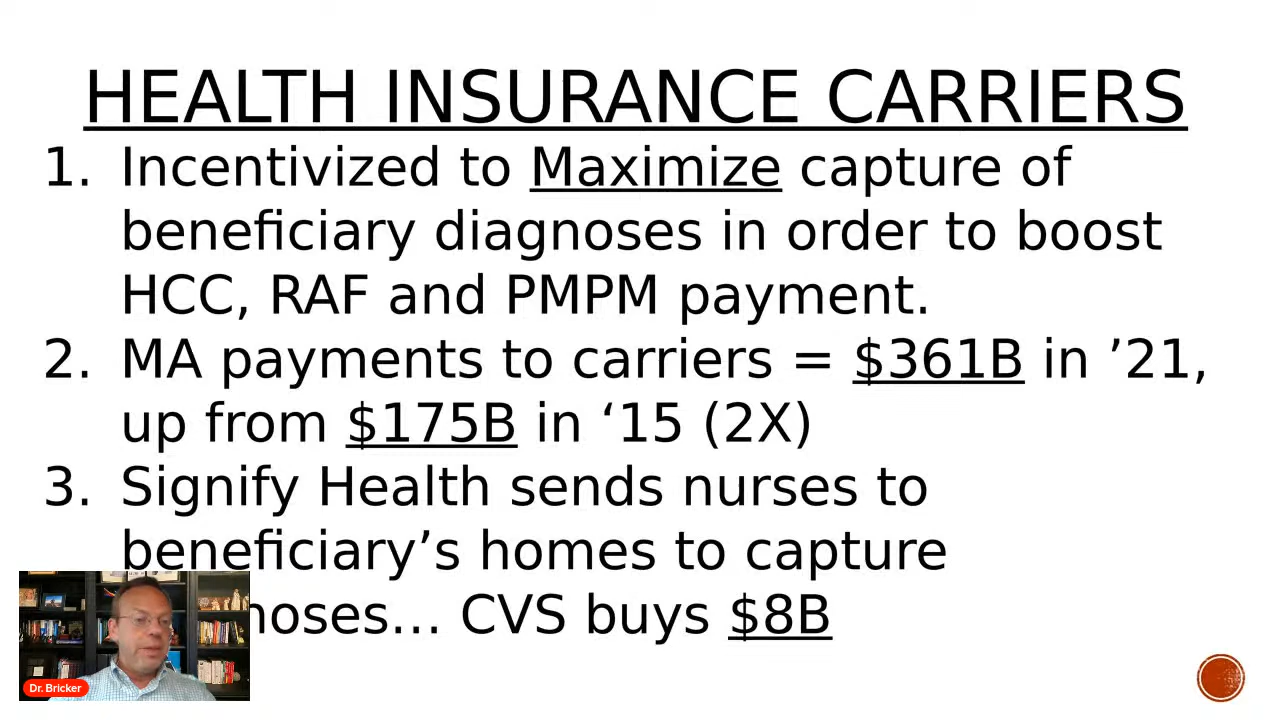 HEALTH INSURANCE CARRIERS
1. Incentivized to Maximize capture of
beneficiary diagnoses in order to boost
HCC, RAF and PMPM payment.
2. MA payments to carriers = $361B in ’21,
up from $175B in ‘15 (2X)
3. Signify Health sends nurses to
beneficiary’s homes to capture
noses... CVS buys $8B
Dr. Bricker